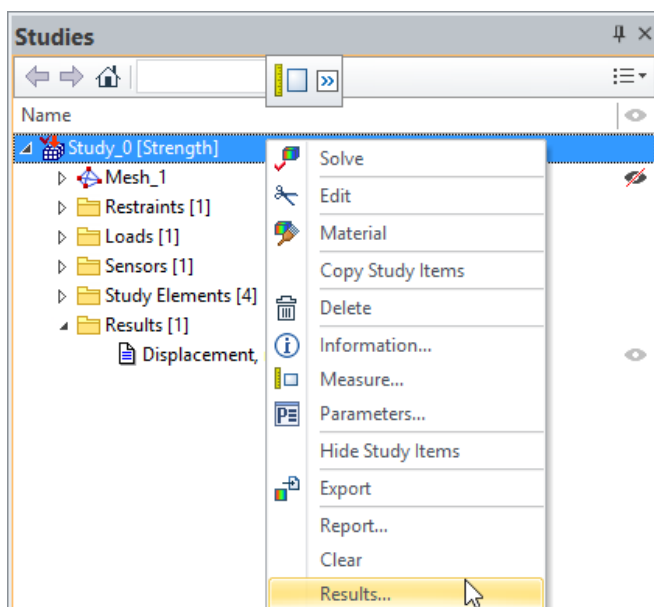 Studies
Name
Study_0 [Strength]
Mesh_1
Restraints [1]
Loads [1]
Sensors [1]
Study Elements [4]
Results [1]
Displacement,
Solve
Edit
Material
Copy Study Items
Delete
Information...
Measure...
Parameters...
Hide Study Items
Export
Report...
Clear
Results...